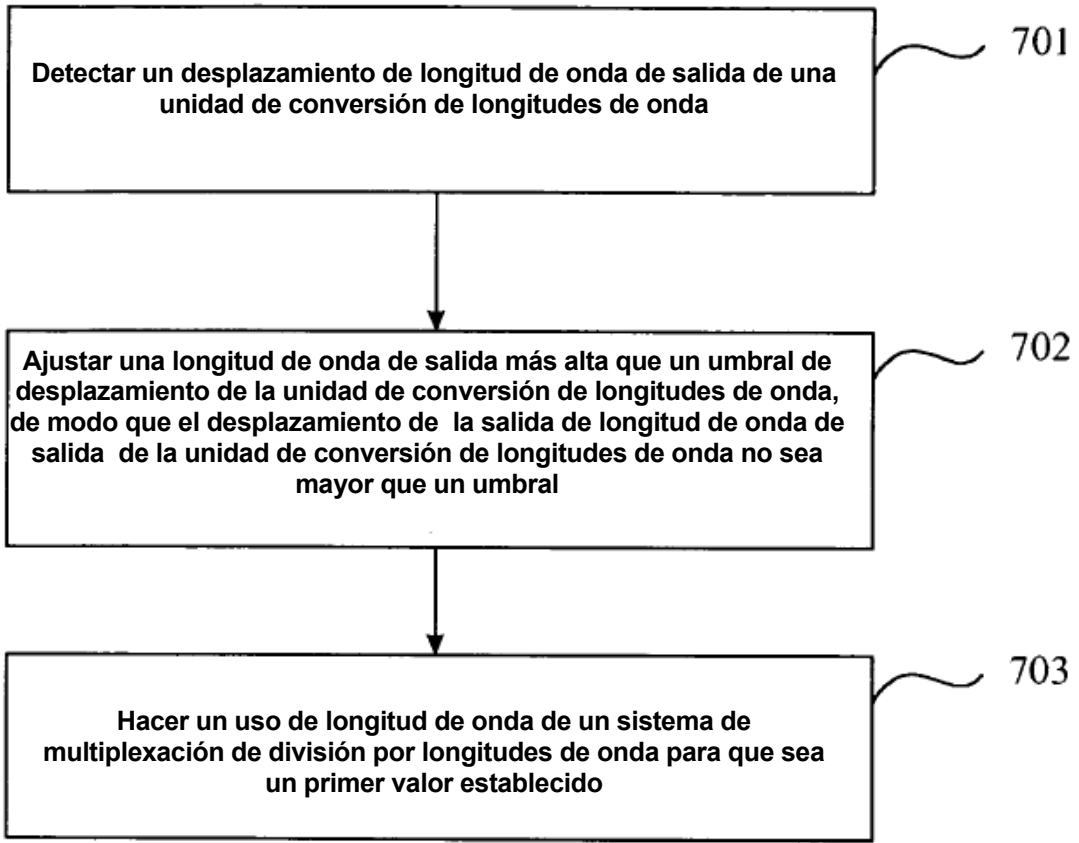 701
Detectar un desplazamiento de longitud de onda de salida de una
unidad de conversión de longitudes de onda
702
Ajustar una longitud de onda de salida más alta que un umbral de
desplazamiento de la unidad de conversión de longitudes de onda,
de modo que el desplazamiento de la salida de longitud de onda de
salida de la unidad de conversión de longitudes de onda no sea
mayor que un umbral
703
Hacer un uso de longitud de onda de un sistema de
multiplexación de división por longitudes de onda para que sea
un primer valor establecido